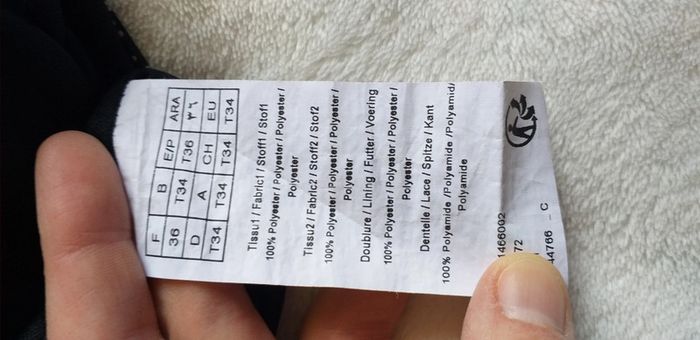 F B E/P ARA
36 T34 T36 ٣٦
D A CH EU
T34 T34 T34 T34
Tissu1 / Fabric1 / Stoff1 / Stof1
100% Polyester / Polyester / Polyester /
Polyester
Tissu2 / Fabric2 / Stoff2 / Stof2
100% Polyester / Polyester / Polyester /
Polyester
Doublure / Lining / Futter / Voering
100% Polyester / Polyester / Polyester /
Polyester
Dentelle / Lace / Spitze / Kant
100% Polyamide /Polyamide /Polyamid/
Polyamide
1466002
72
44766 _ C